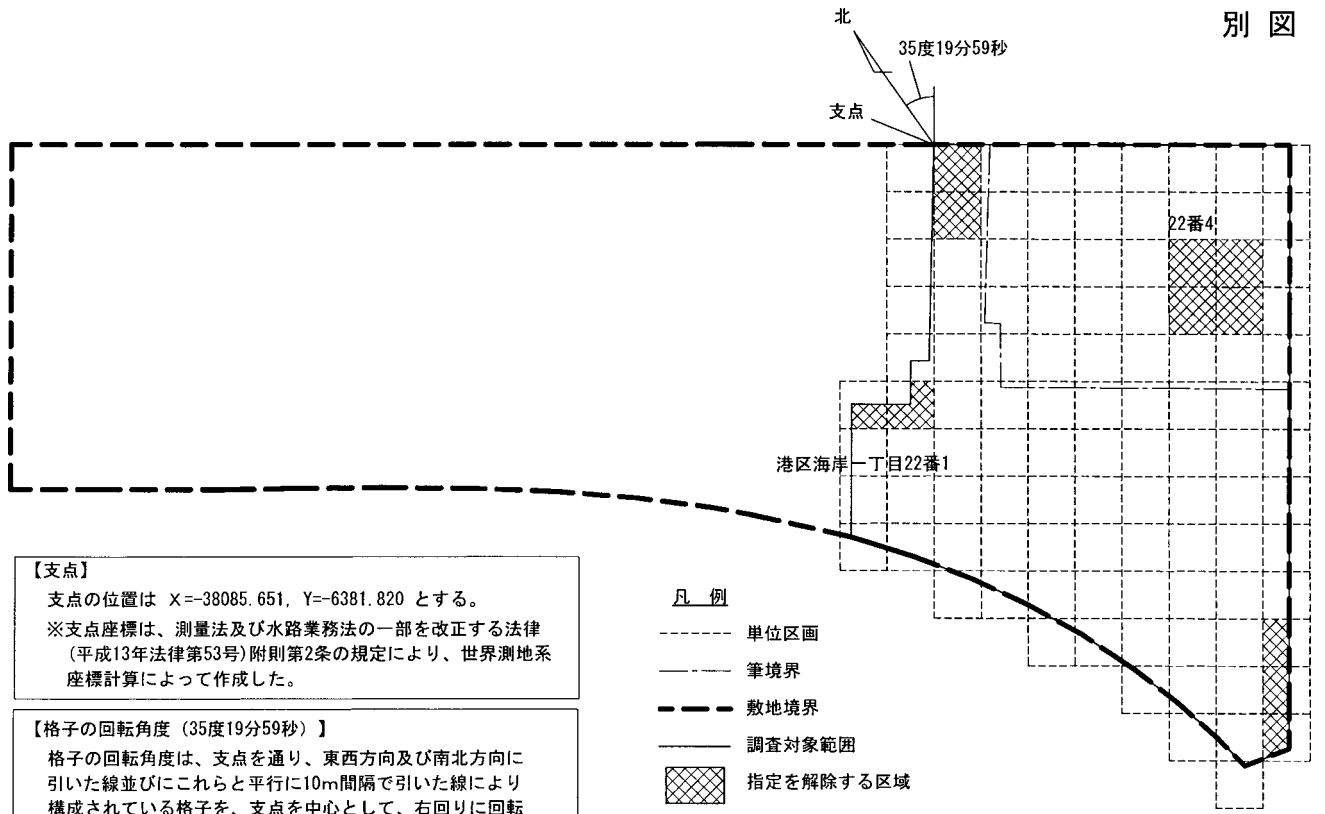 別 図
北
35度19分59秒
支点
22番4
港区海岸一丁目22番1
【支点】
支点の位置は X=-38085.651, Y=-6381.820 とする。
※支点座標は、測量法及び水路業務法の一部を改正する法律
(平成13年法律第53号)附則第2条の規定により、世界測地系
座標計算によって作成した。
【格子の回転角度 (35度19分59秒) 】
格子の回転角度は、支点を通り、東西方向及び南北方向に
引いた線並びにこれらと平行に10m間隔で引いた線により
構成されている格子を、支点を中心として、右回りに回転
凡 例
単位区画
筆境界
敷地境界
調査対象範囲
指定を解除する区域